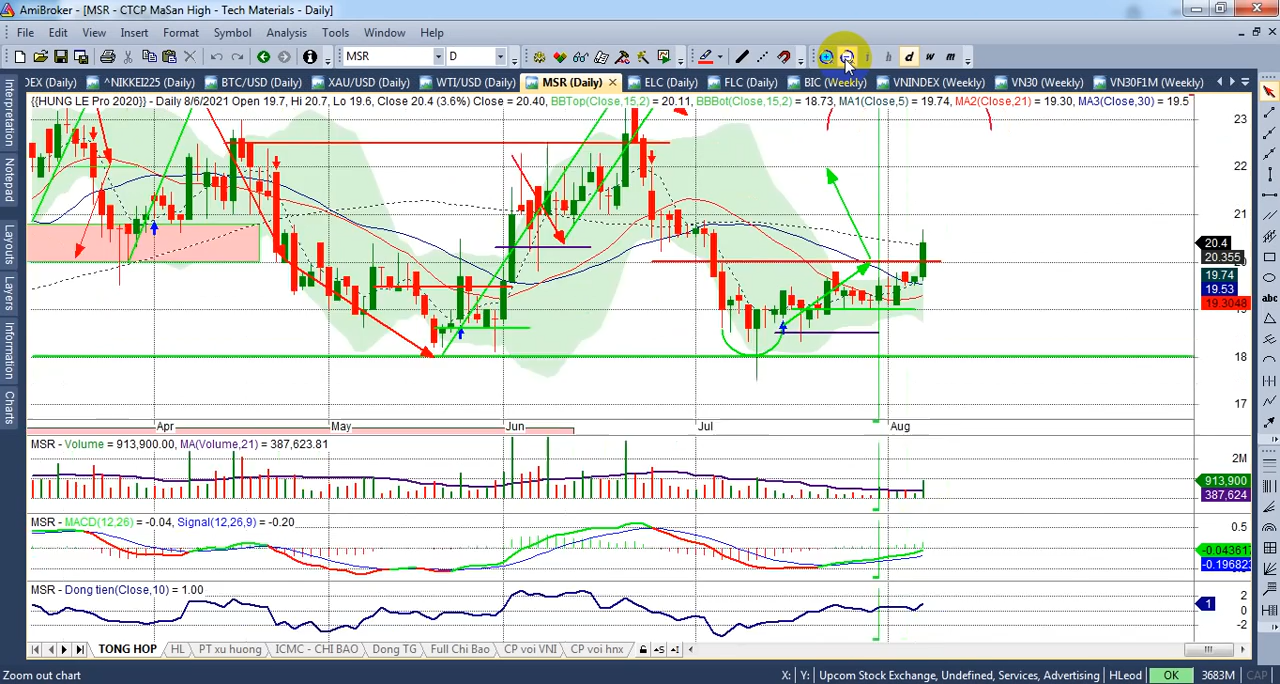 AmiBroker - [MSR - CTCP MaSan High - Tech Materials - Daily]
File Edit View Insert Format Symbol Analysis Tools Window Help
MSR D h d w m
DEX (Daily) ^NIKKEI225 (Daily) BTC/USD (Daily) XAU/USD (Daily) WTI/USD (Daily) MSR (Daily) ELC (Daily) FLC (Daily) BIC (Weekly) VNINDEX (Weekly) VN30 (Weekly) VN30F1M (Weekly)
{{HUNG LE Pro 2020}} - Daily 8/6/2021 Open 19.7, Hi 20.7, Lo 19.6, Close 20.4 (3.6%) Close = 20.40, BBTop(Close,15,2) = 20.11, BBBot(Close,15,2) = 18.73, MA1(Close,5) = 19.74, MA2(Close,21) = 19.30, MA3(Close,30) = 19.5
Interpretation
Notepad
Layouts
Layers
Information
Charts
23
22
21
20.4
20.355
19.74
19.53
19.3048
18
17
Apr May Jun Jul Aug
MSR - Volume = 913,900.00, MA(Volume,21) = 387,623.81
2M
913,900
387,624
MSR - MACD(12,26) = -0.04, Signal(12,26,9) = -0.20
0.5
-0.043617
-0.19682
MSR - Dong tien(Close,10) = 1.00
2
1
0
-2
TONG HOP HL PT xu huong ICMC - CHI BAO Dong TG Full Chi Bao CP voi VNI CP voi hnx
Zoom out chart X: Y: Upcom Stock Exchange, Undefined, Services, Advertising HLeod OK 3683M CAP
abc